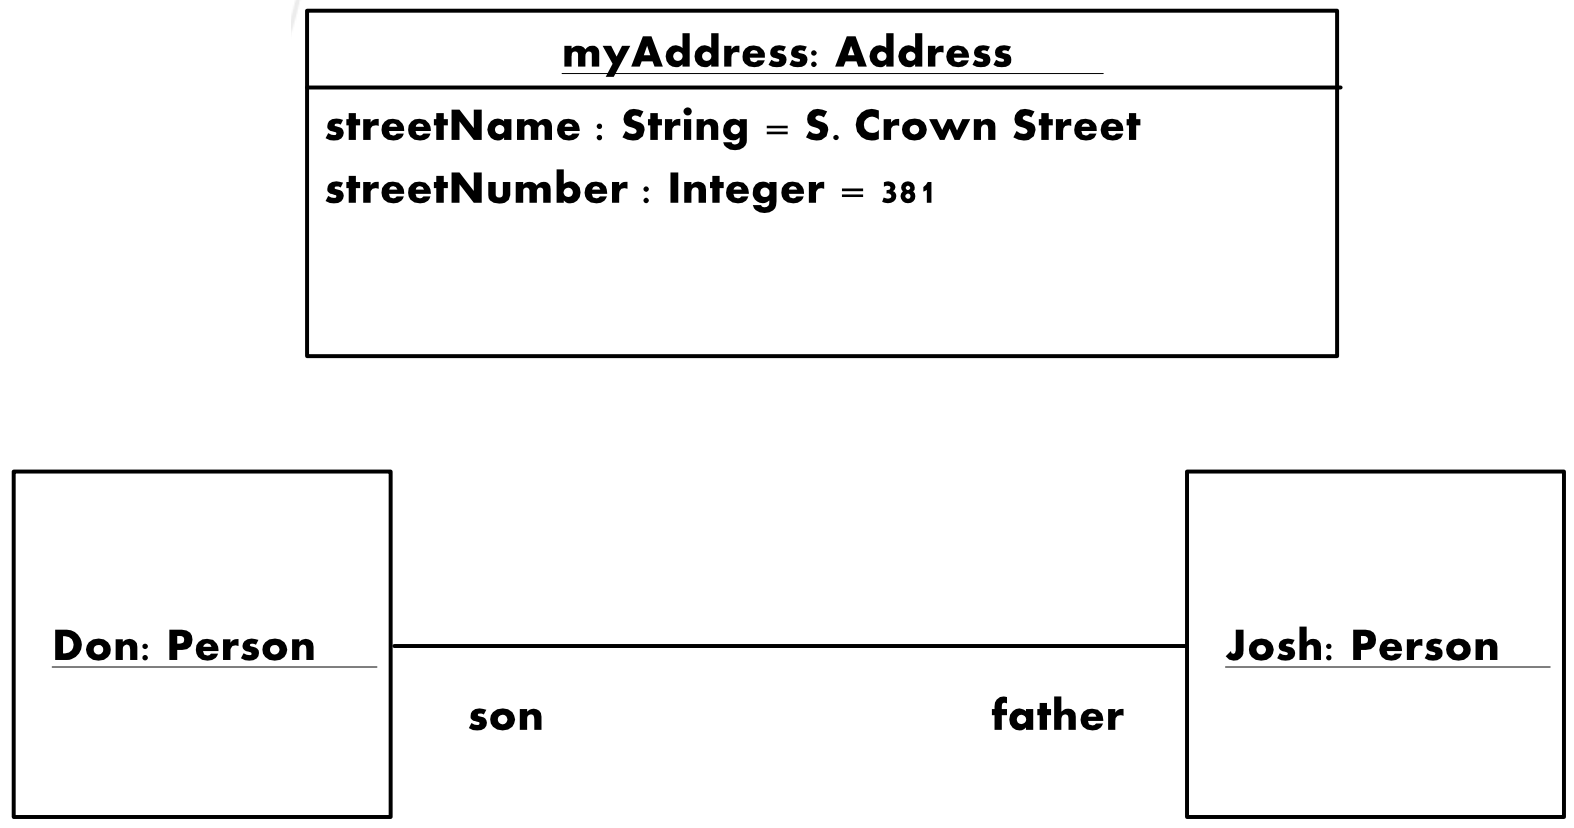 myAddress: Address
streetName : String = S. Crown Street
streetNumber : Integer = 381
Don: Person
Josh: Person
son
father